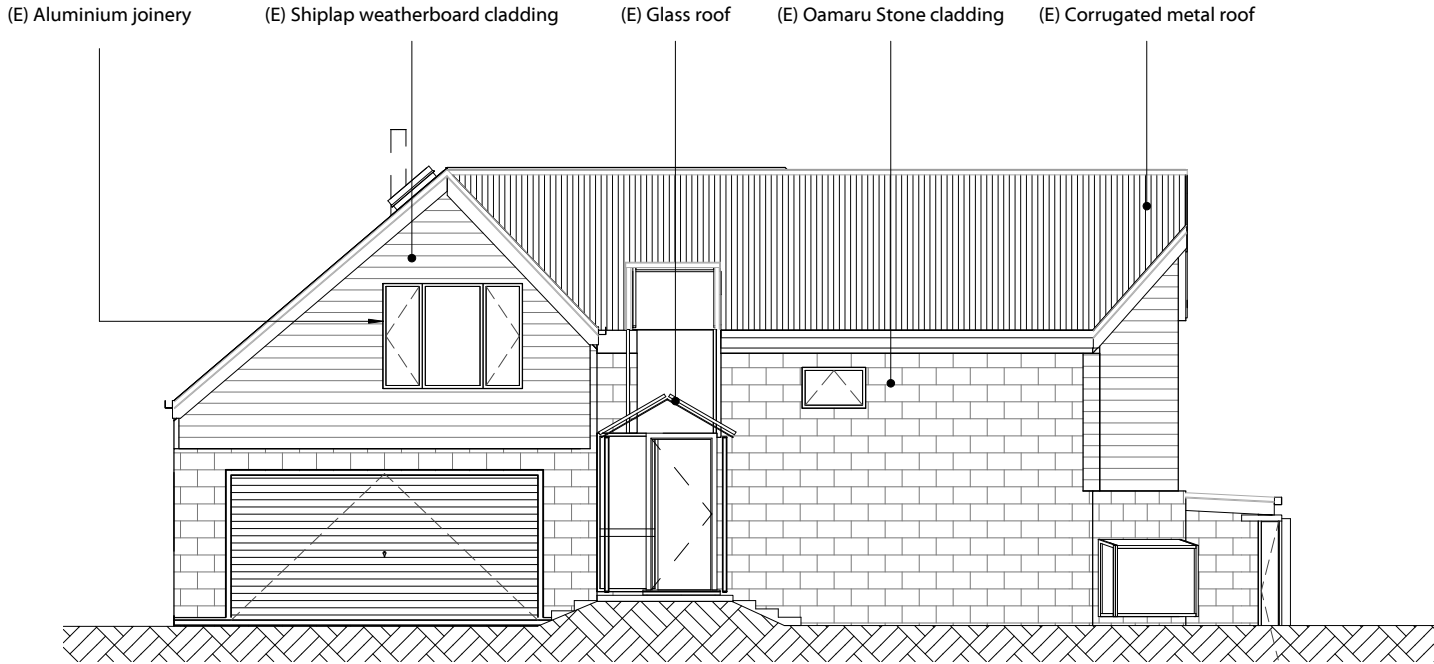 (E) Aluminium joinery
(E) Shiplap weatherboard cladding
(E) Glass roof
(E) Oamaru Stone cladding
(E) Corrugated metal roof